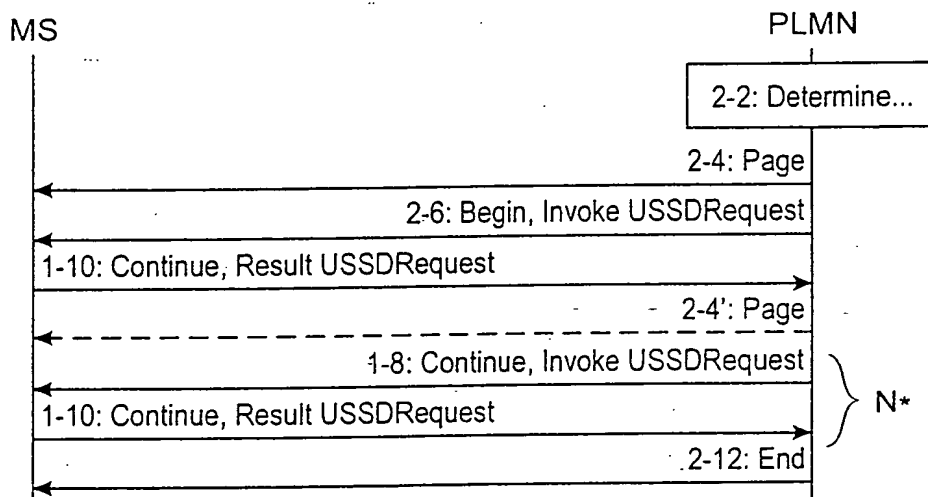 MS
PLMN
2-2: Determine...
2-4: Page
2-6: Begin, Invoke USSDRequest
1-10: Continue, Result USSDRequest
2-4': Page
1-8: Continue, Invoke USSDRequest
1-10: Continue, Result USSDRequest
N*
2-12: End